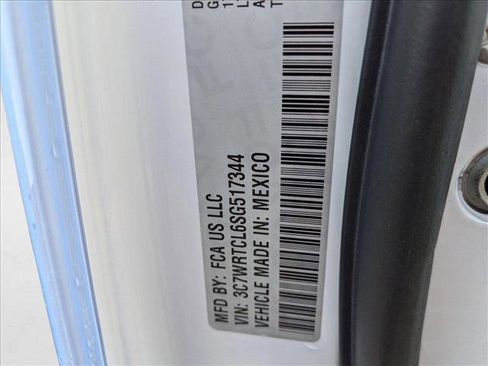 MFD BY: FCA US LLC
VIN: 3C7WRTCL6SG517344
VEHICLE MADE IN: MEXICO